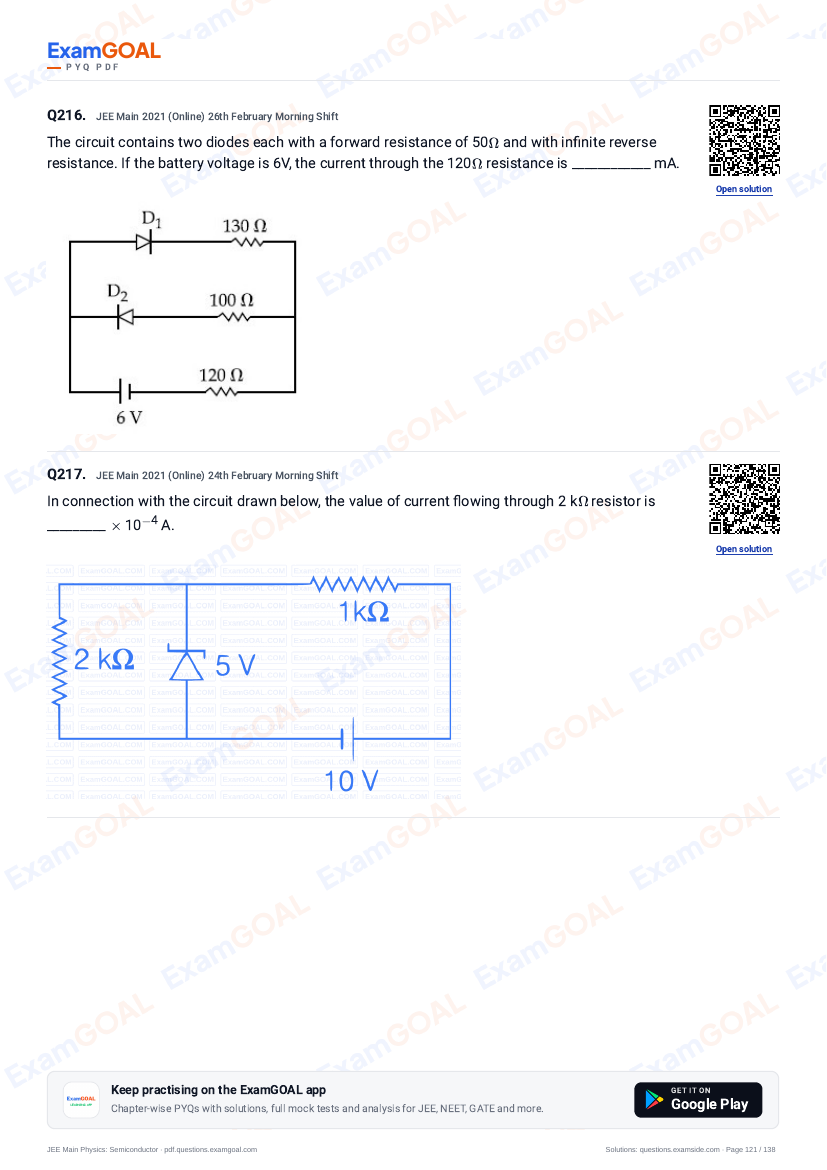 ExamGOAL
PYQ PDF
Q216. JEE Main 2021 (Online) 26th February Morning Shift
The circuit contains two diodes each with a forward resistance of 50Ω and with infinite reverse
resistance. If the battery voltage is 6V, the current through the 120Ω resistance is ____________ mA.
Open solution
D₁
130 Ω
D₂
100 Ω
120 Ω
6 V
Q217. JEE Main 2021 (Online) 24th February Morning Shift
In connection with the circuit drawn below, the value of current flowing through 2 kΩ resistor is
_________ × 10⁻⁴ A.
Open solution
1kΩ
2 kΩ
5 V
10 V
Keep practising on the ExamGOAL app
Chapter-wise PYQs with solutions, full mock tests and analysis for JEE, NEET, GATE and more.
GET IT ON
Google Play
JEE Main Physics: Semiconductor · pdf.questions.examgoal.com
Solutions: questions.examside.com · Page 121 / 138